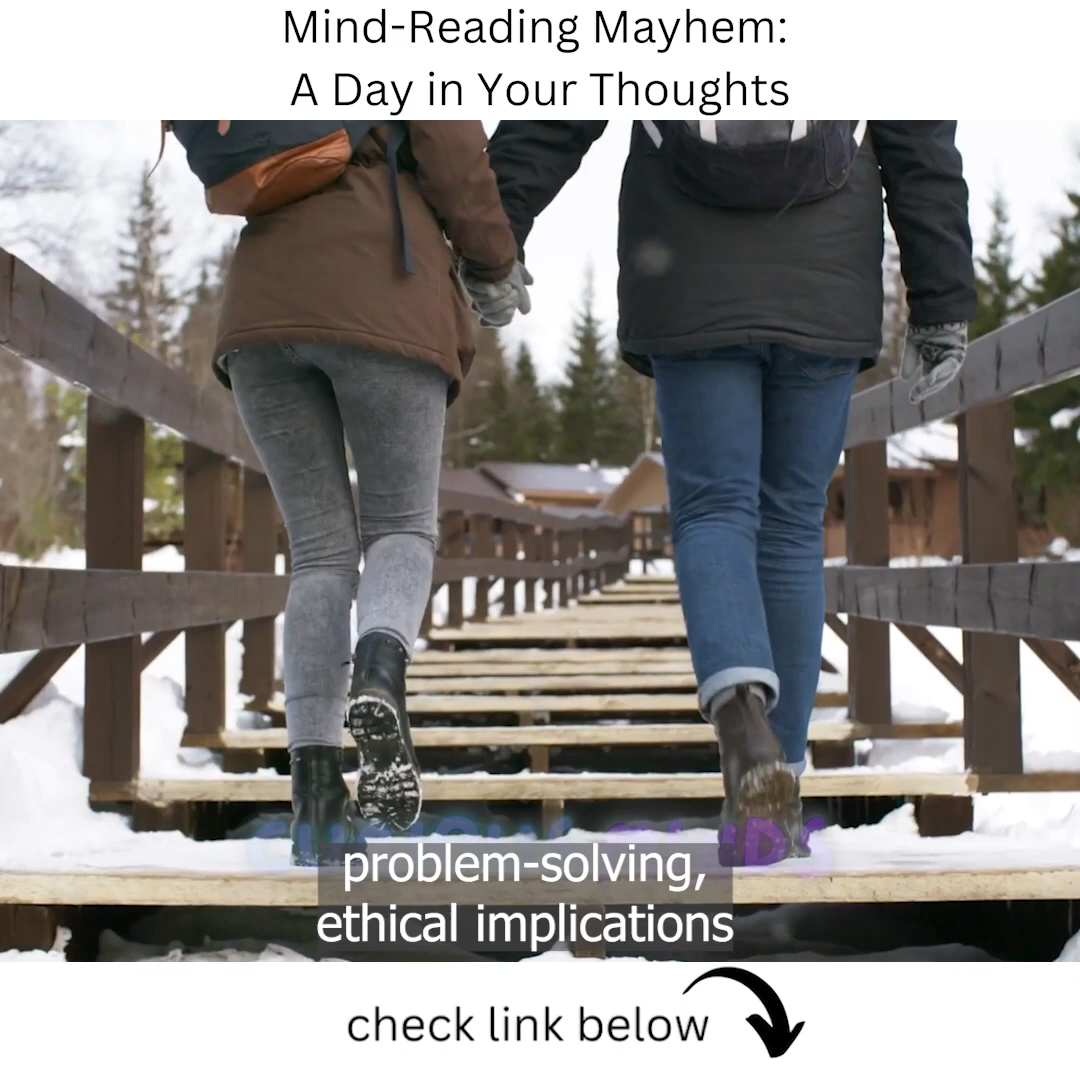 Mind-Reading Mayhem:
A Day in Your Thoughts
problem-solving,
ethical implications
check link below